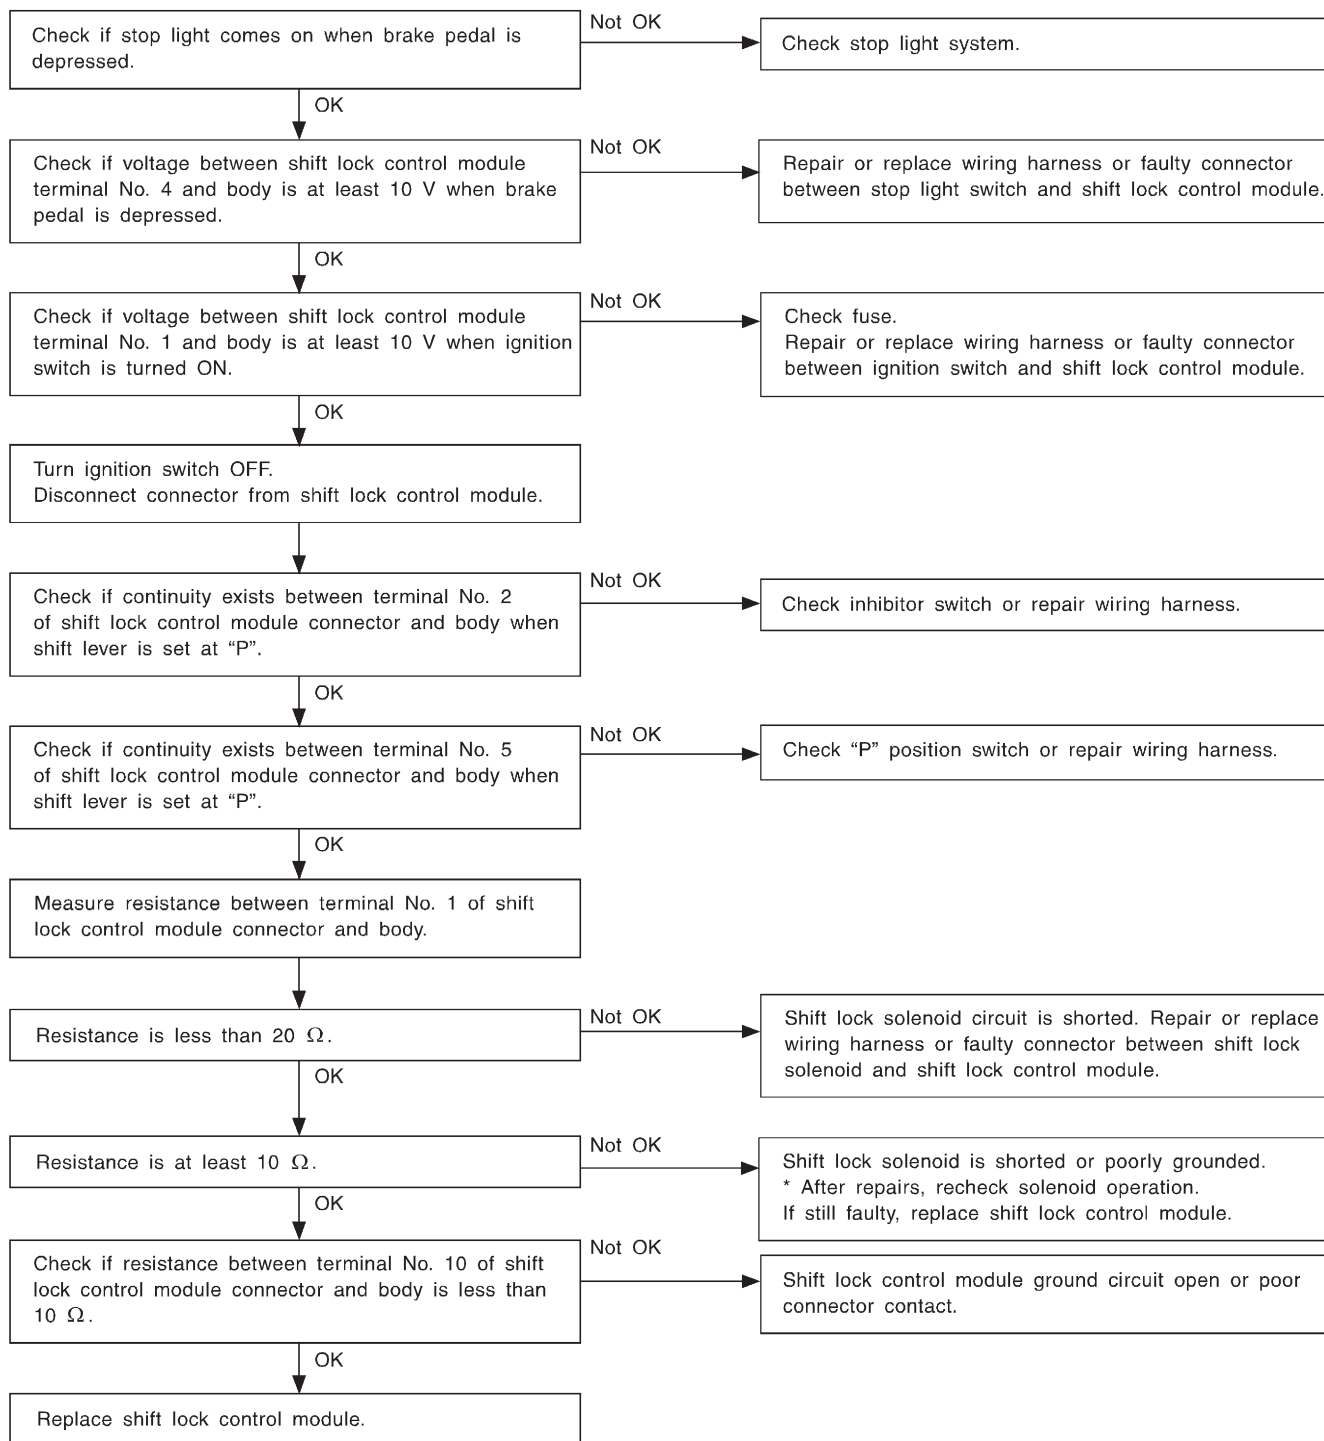 Check if stop light comes on when brake pedal is
depressed.
Not OK
Check stop light system.
OK
Check if voltage between shift lock control module
terminal No. 4 and body is at least 10 V when brake
pedal is depressed.
Not OK
Repair or replace wiring harness or faulty connector
between stop light switch and shift lock control module.
OK
Check if voltage between shift lock control module
terminal No. 1 and body is at least 10 V when ignition
switch is turned ON.
Not OK
Check fuse.
Repair or replace wiring harness or faulty connector
between ignition switch and shift lock control module.
OK
Turn ignition switch OFF.
Disconnect connector from shift lock control module.
Check if continuity exists between terminal No. 2
of shift lock control module connector and body when
shift lever is set at “P”.
Not OK
Check inhibitor switch or repair wiring harness.
OK
Check if continuity exists between terminal No. 5
of shift lock control module connector and body when
shift lever is set at “P”.
Not OK
Check “P” position switch or repair wiring harness.
OK
Measure resistance between terminal No. 1 of shift
lock control module connector and body.
Resistance is less than 20 Ω.
Not OK
Shift lock solenoid circuit is shorted. Repair or replace
wiring harness or faulty connector between shift lock
solenoid and shift lock control module.
OK
Resistance is at least 10 Ω.
Not OK
Shift lock solenoid is shorted or poorly grounded.
* After repairs, recheck solenoid operation.
If still faulty, replace shift lock control module.
OK
Check if resistance between terminal No. 10 of shift
lock control module connector and body is less than
10 Ω.
Not OK
Shift lock control module ground circuit open or poor
connector contact.
OK
Replace shift lock control module.